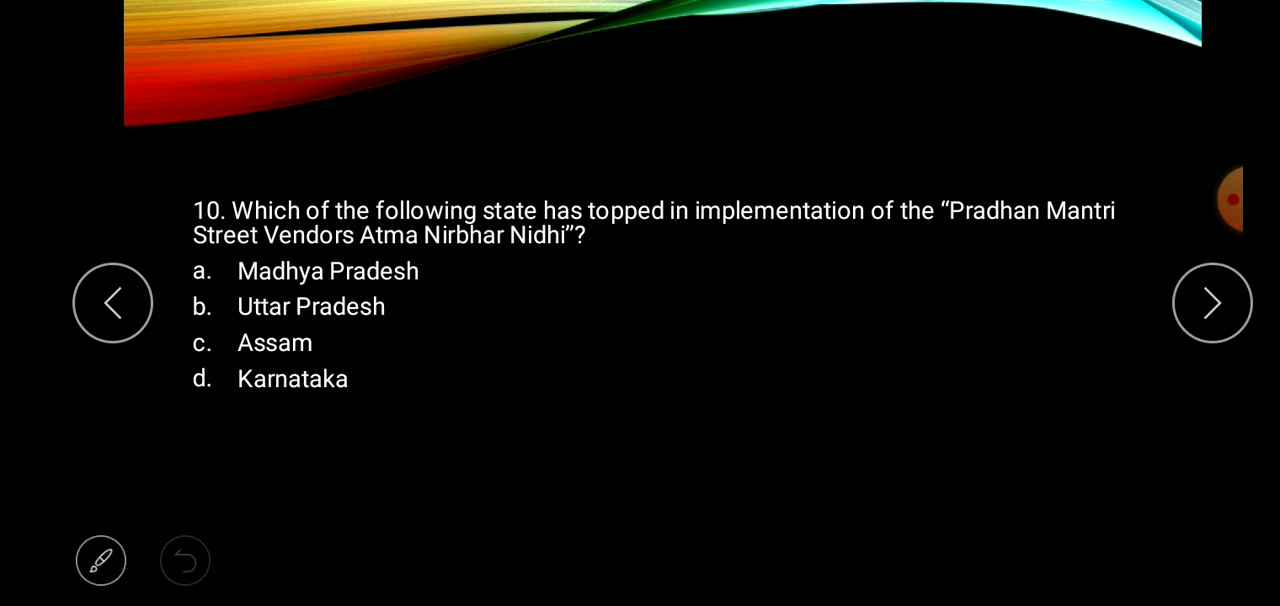 10. Which of the following state has topped in implementation of the “Pradhan Mantri
Street Vendors Atma Nirbhar Nidhi”?
a. Madhya Pradesh
b. Uttar Pradesh
c. Assam
d. Karnataka